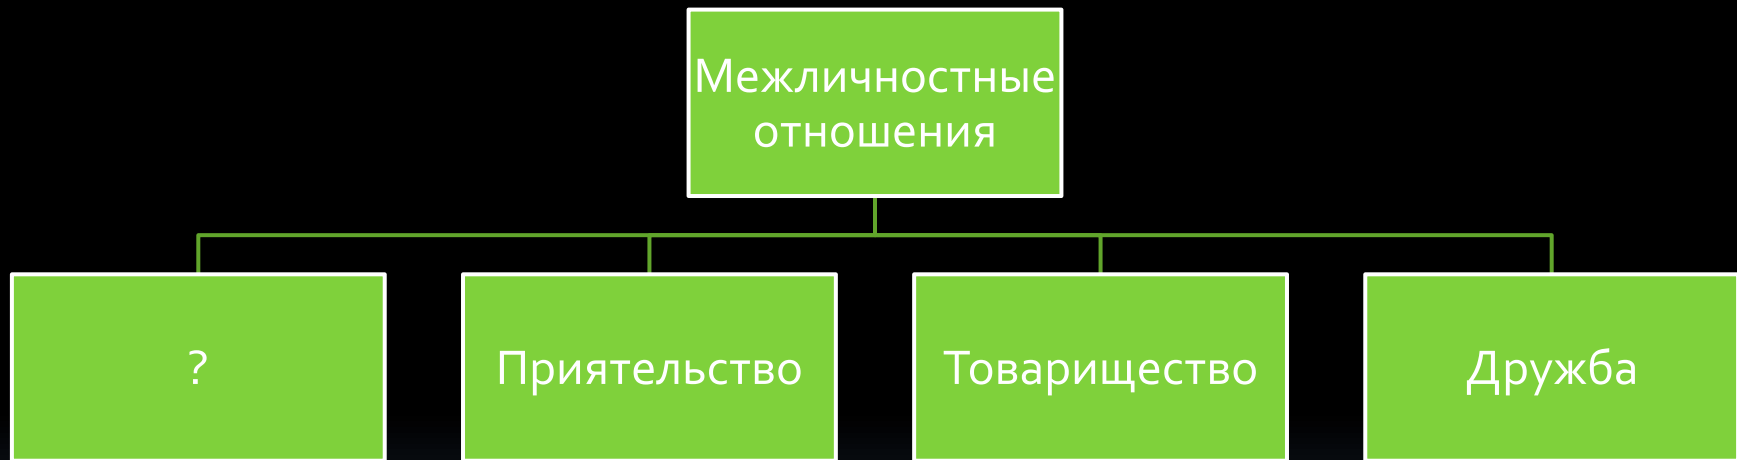 Межличностные
отношения
?
Приятельство
Товарищество
Дружба